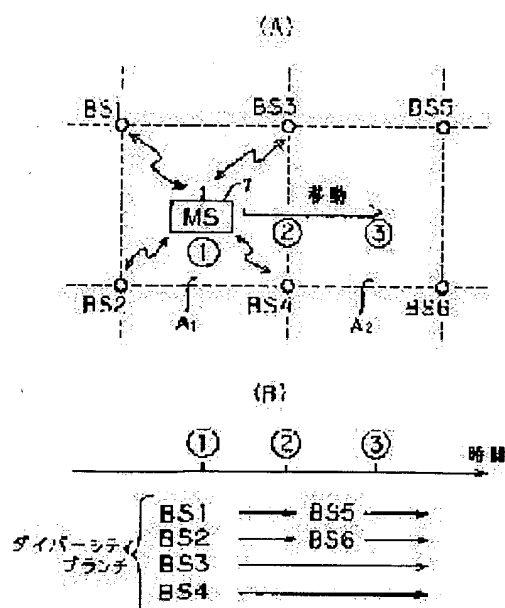 (A)
BS1 BS3 BS5
7
MS 移動
① ② ③
BS2 BS4 BS6
A1 A2
(B)
① ② ③ 時間
BS1 BS5
BS2 BS6
ダイバーシティ
ブランチ
BS3
BS4